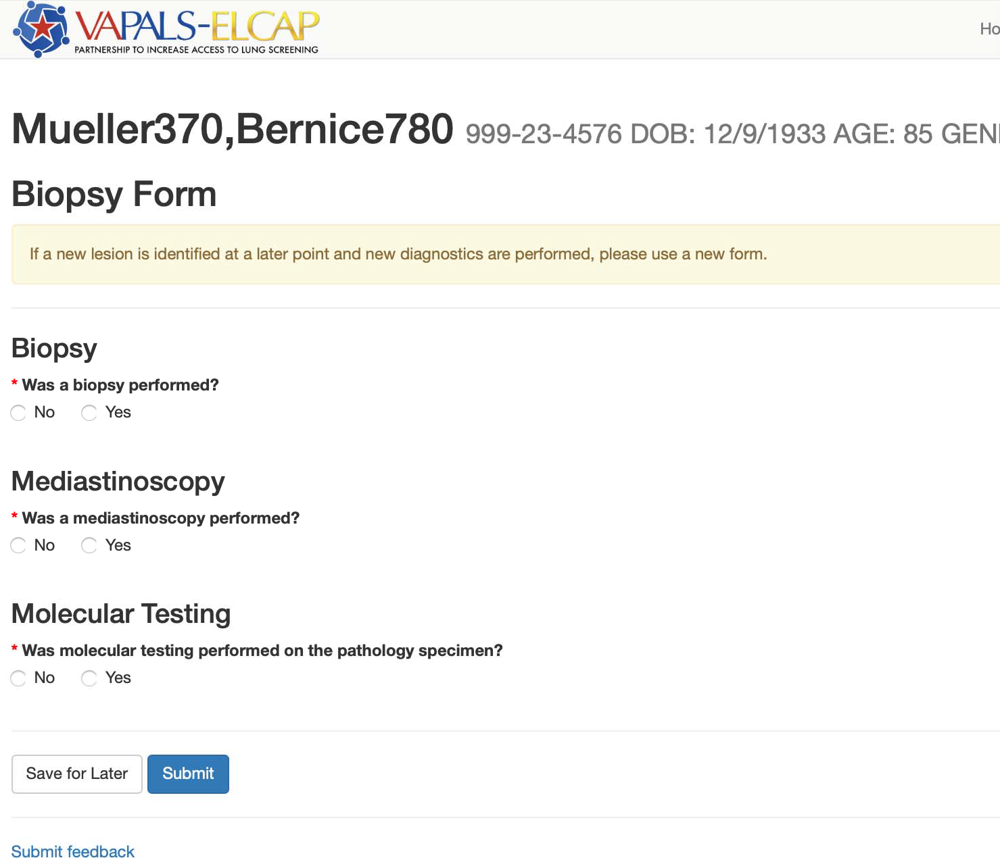 VAPALS-ELCAP
PARTNERSHIP TO INCREASE ACCESS TO LUNG SCREENING
Mueller370,Bernice780 999-23-4576 DOB: 12/9/1933 AGE: 85
Biopsy Form
If a new lesion is identified at a later point and new diagnostics are performed, please use a new form.
Biopsy
* Was a biopsy performed?
No Yes
Mediastinoscopy
* Was a mediastinoscopy performed?
No Yes
Molecular Testing
* Was molecular testing performed on the pathology specimen?
No Yes
Save for Later Submit
Submit feedback